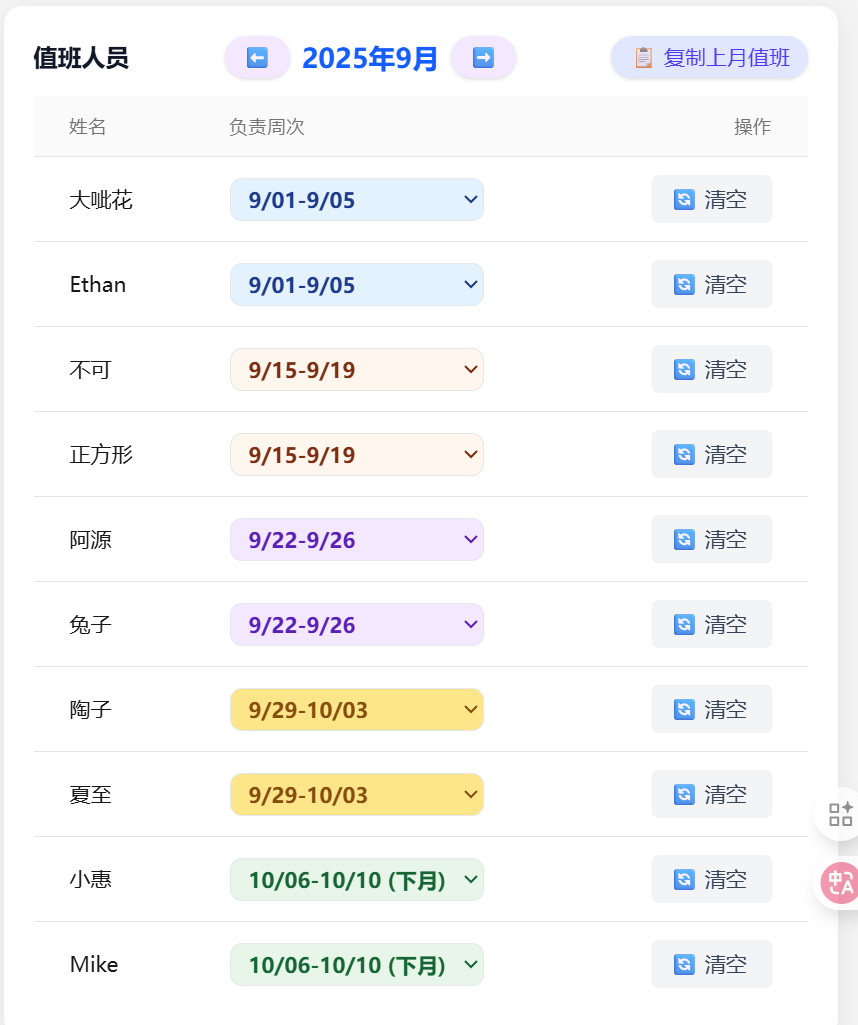 值班人员 2025年9月 复制上月值班
姓名 负责周次 操作
大呲花 9/01-9/05 清空
Ethan 9/01-9/05 清空
不可 9/15-9/19 清空
正方形 9/15-9/19 清空
阿源 9/22-9/26 清空
兔子 9/22-9/26 清空
陶子 9/29-10/03 清空
夏至 9/29-10/03 清空
小惠 10/06-10/10 (下月) 清空
Mike 10/06-10/10 (下月) 清空
中A